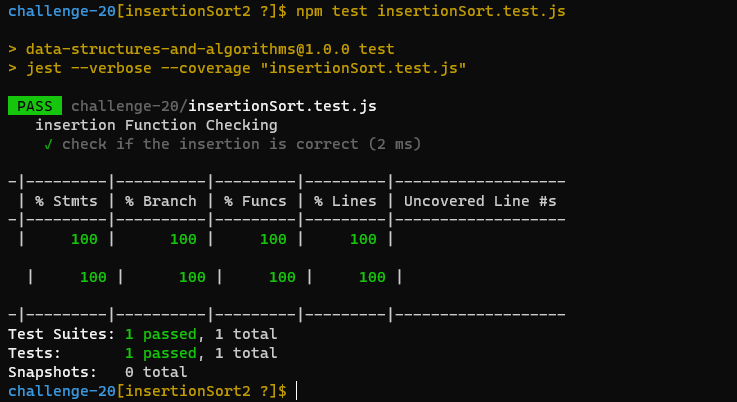 challenge-20[insertionSort2 ?]$ npm test insertionSort.test.js
> data-structures-and-algorithms@1.0.0 test
> jest --verbose --coverage "insertionSort.test.js"
PASS challenge-20/insertionSort.test.js
insertion Function Checking
√ check if the insertion is correct (2 ms)
-|---------|----------|---------|---------|-------------------
| % Stmts | % Branch | % Funcs | % Lines | Uncovered Line #s
-|---------|----------|---------|---------|-------------------
| 100 | 100 | 100 | 100 |
| 100 | 100 | 100 | 100 |
-|---------|----------|---------|---------|-------------------
Test Suites: 1 passed, 1 total
Tests: 1 passed, 1 total
Snapshots: 0 total
challenge-20[insertionSort2 ?]$